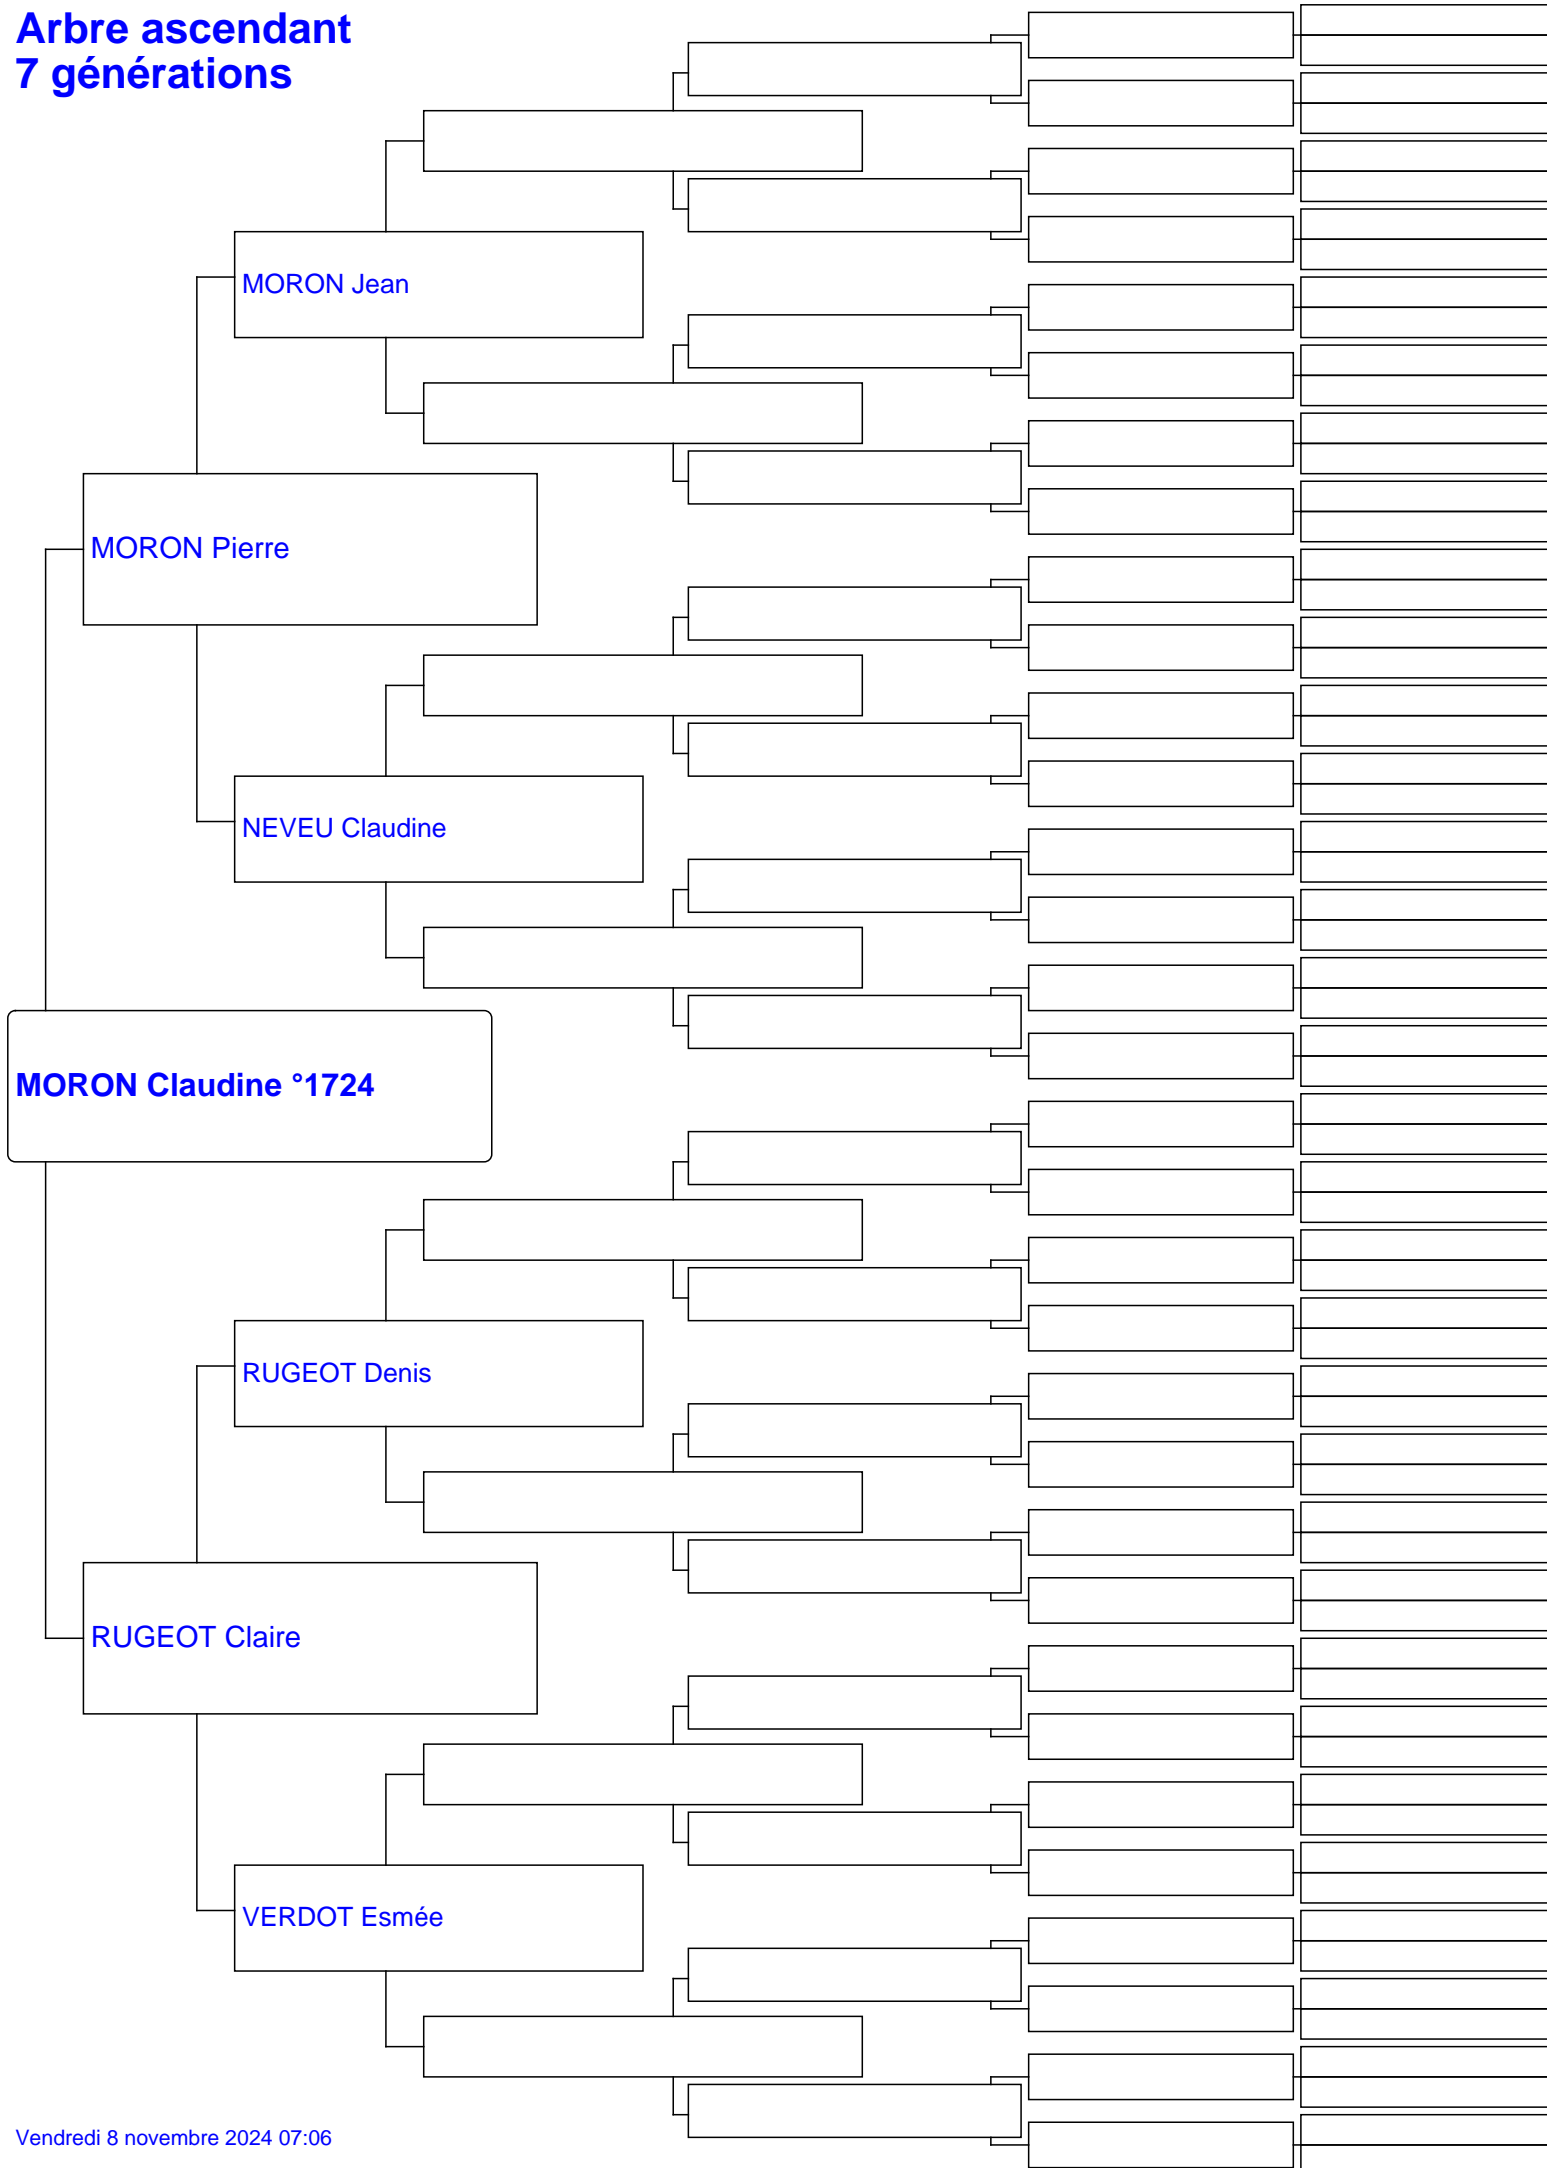 Arbre ascendant
7 générations
MORON Jean
MORON Pierre
NEVEU Claudine
MORON Claudine °1724
RUGEOT Denis
RUGEOT Claire
VERDOT Esmée
Vendredi 8 novembre 2024 07:06